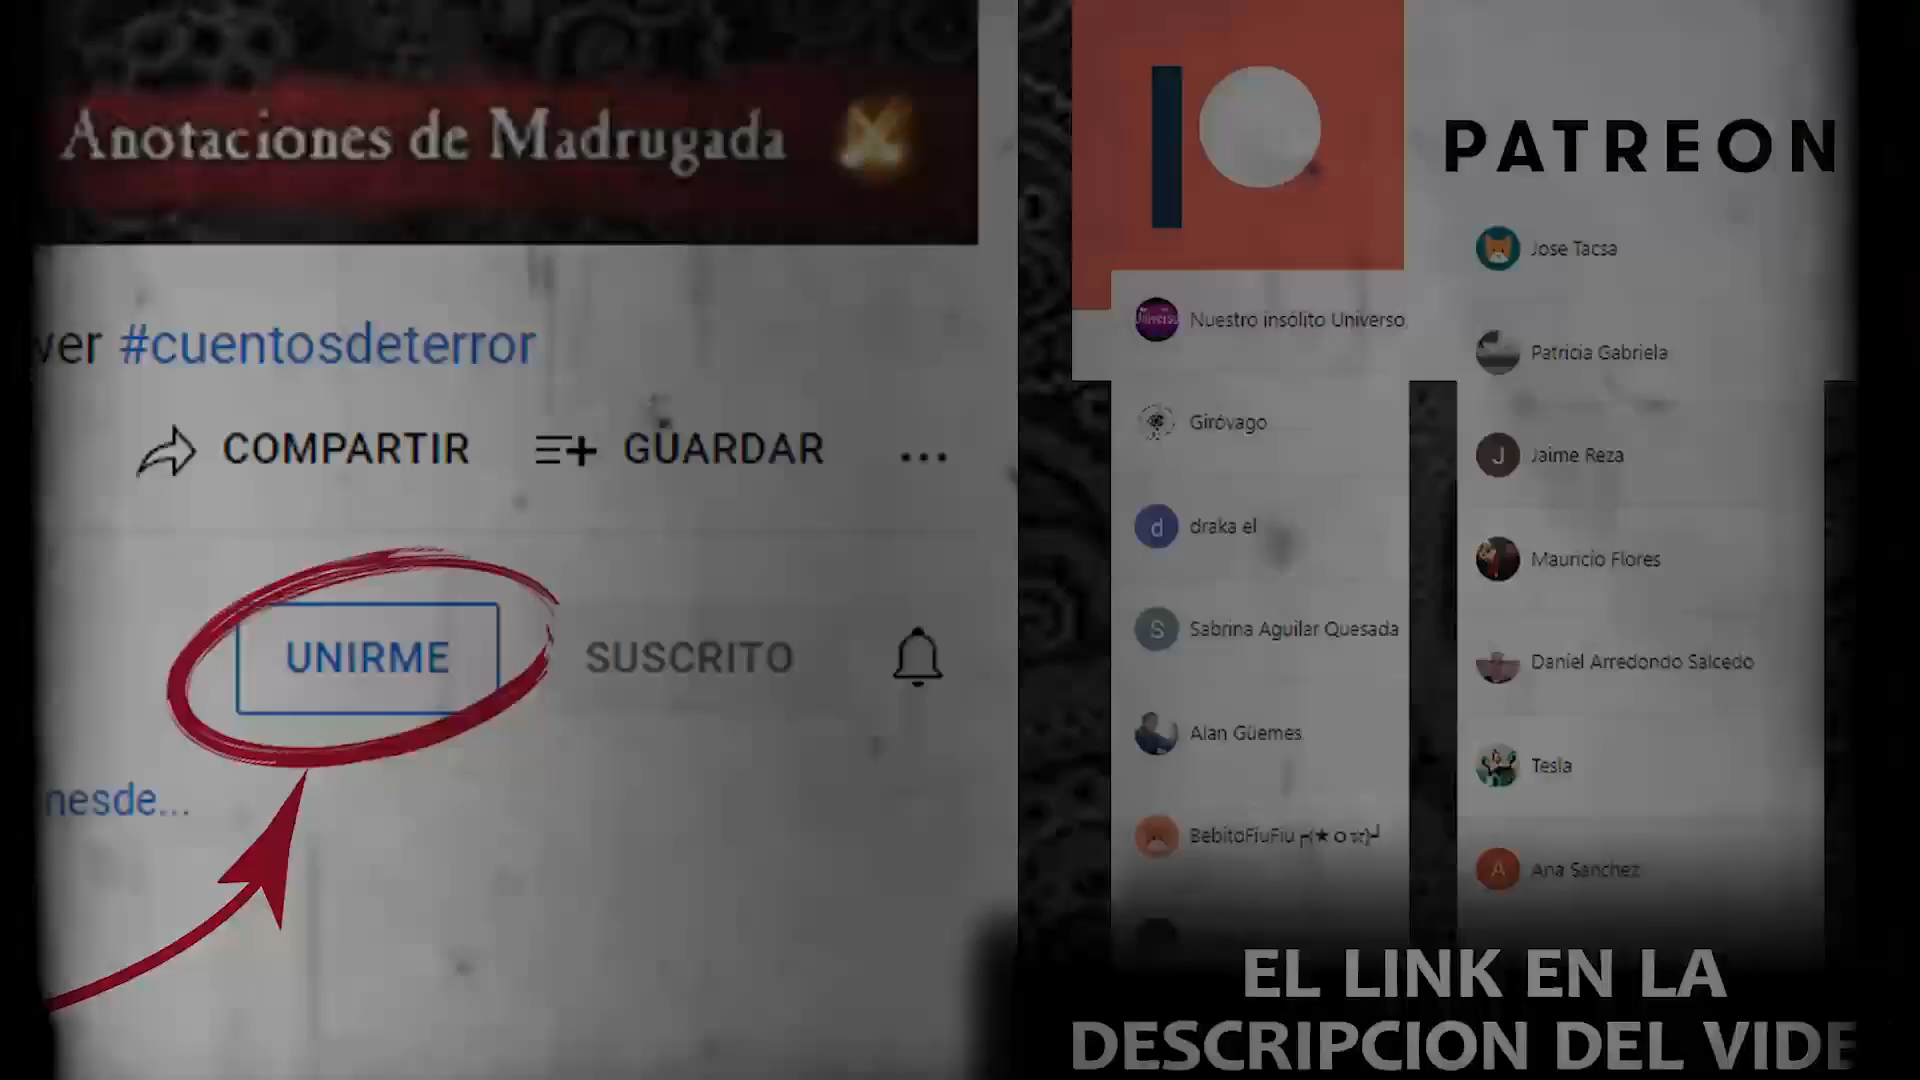 Anotaciones de Madrugada
ver #cuentosdeterror
COMPARTIR
GUARDAR
...
UNIRME
SUSCRITO
nesde...
PATREON
Universo
Nuestro insólito Universo
Giróvago
d
draka el
S
Sabrina Aguilar Quesada
Alan Güemes
BebitoFiuFiu ┌(★ o ☆)┘
Jose Tacsa
Patricia Gabriela
J
Jaime Reza
Mauricio Flores
Daniel Arredondo Salcedo
Tesla
A
Ana Sanchez
EL LINK EN LA
DESCRIPCION DEL VIDE